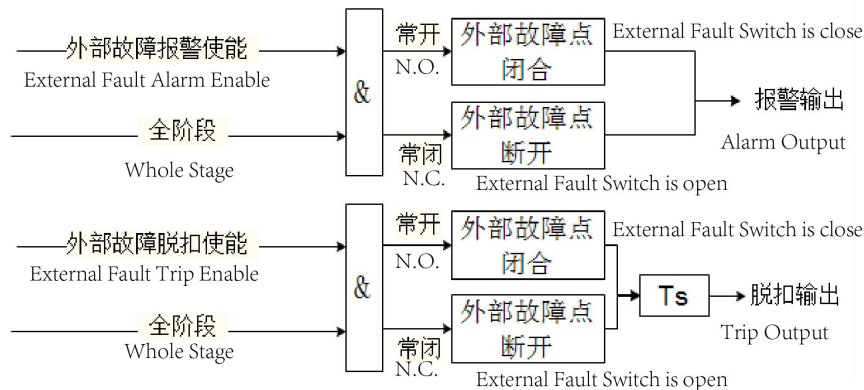 外部故障报警使能
External Fault Alarm Enable
全阶段
Whole Stage
&
常开
N.O.
外部故障点
闭合
External Fault Switch is close
常闭
N.C.
外部故障点
断开
External Fault Switch is open
报警输出
Alarm Output
外部故障脱扣使能
External Fault Trip Enable
全阶段
Whole Stage
&
常开
N.O.
外部故障点
闭合
External Fault Switch is close
常闭
N.C.
外部故障点
断开
External Fault Switch is open
Ts
脱扣输出
Trip Output